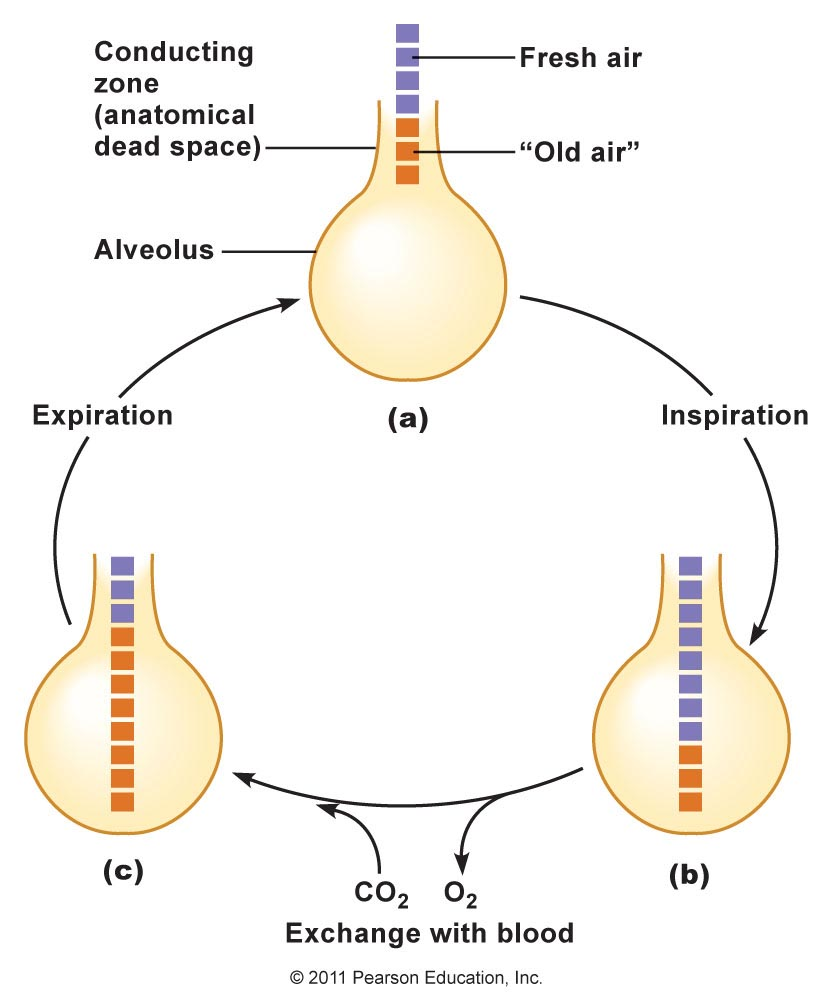 Conducting
zone
(anatomical
dead space)
Fresh air
“Old air”
Alveolus
Expiration
(a)
Inspiration
(c)
(b)
CO₂
O₂
Exchange with blood
© 2011 Pearson Education, Inc.